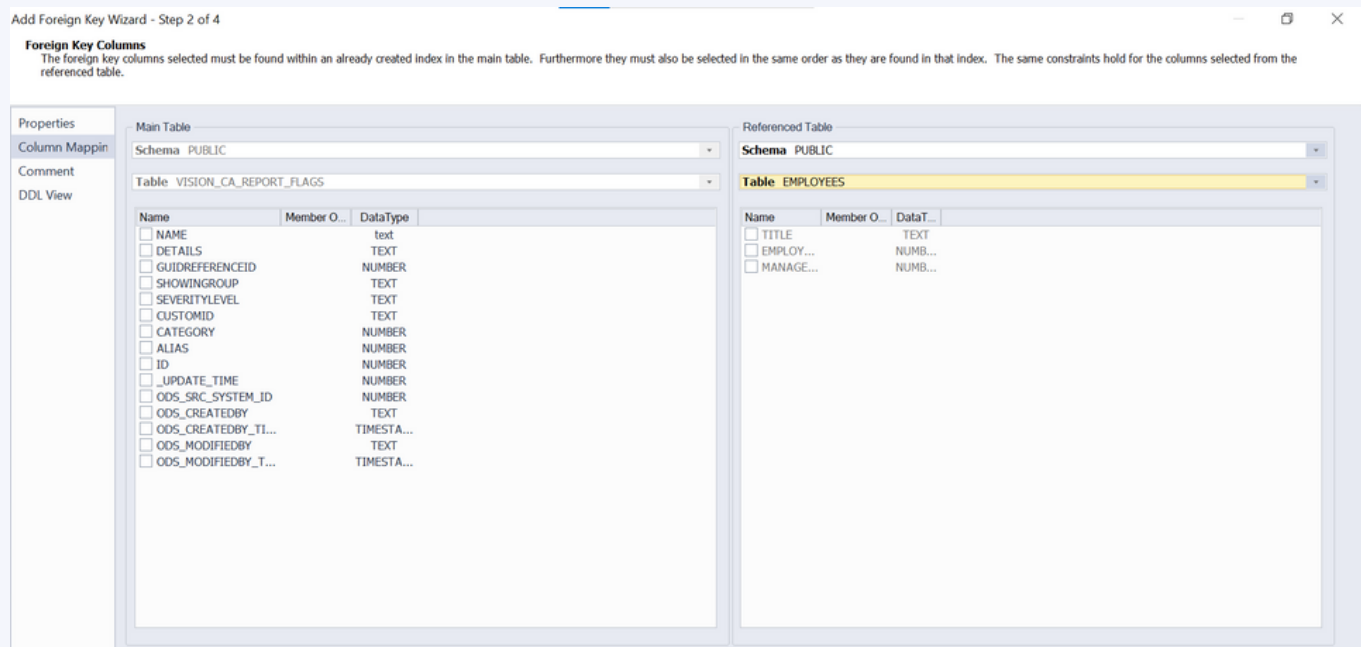 Add Foreign Key Wizard - Step 2 of 4
Foreign Key Columns
The foreign key columns selected must be found within an already created index in the main table. Furthermore they must also be selected in the same order as they are found in that index. The same constraints hold for the columns selected from the
referenced table.
Properties
Column Mappin
Comment
DDL View
Main Table
Schema PUBLIC
Table VISION_CA_REPORT_FLAGS
Name Member O... DataType
NAME text
DETAILS TEXT
GUIDREFERENCEID NUMBER
SHOWINGROUP TEXT
SEVERITYLEVEL TEXT
CUSTOMID TEXT
CATEGORY NUMBER
ALIAS NUMBER
ID NUMBER
_UPDATE_TIME NUMBER
ODS_SRC_SYSTEM_ID NUMBER
ODS_CREATEDBY TEXT
ODS_CREATEDBY_TI... TIMESTA...
ODS_MODIFIEDBY TEXT
ODS_MODIFIEDBY_T... TIMESTA...
Referenced Table
Schema PUBLIC
Table EMPLOYEES
Name Member O... DataT...
TITLE TEXT
EMPLOY... NUMB...
MANAGE... NUMB...